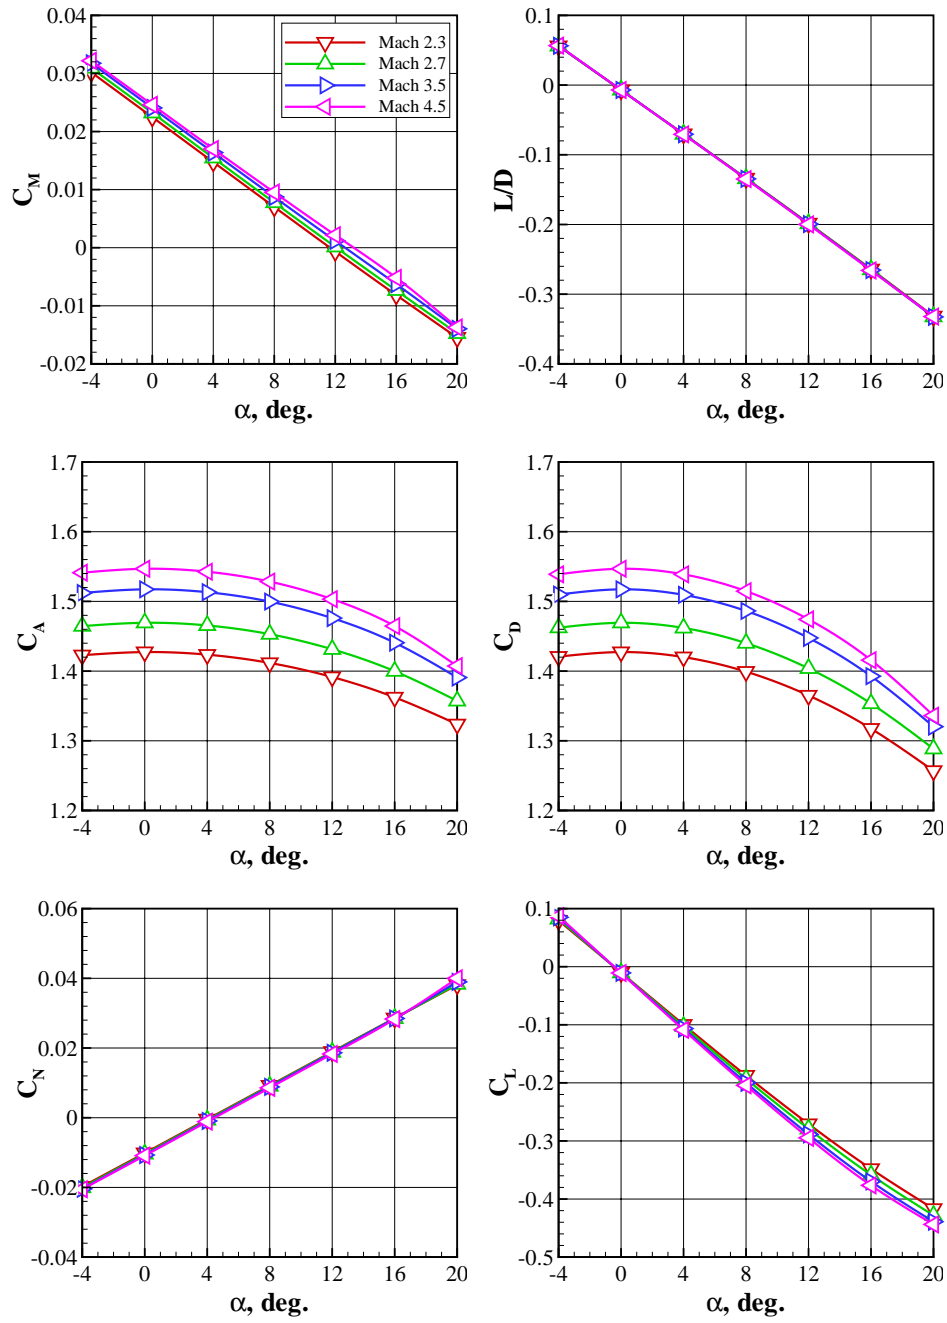 0.04
0.03
0.02
0.01
0
-0.01
-0.02
C_M
-4 0 4 8 12 16 20
α, deg.
Mach 2.3
Mach 2.7
Mach 3.5
Mach 4.5
0.1
0
-0.1
-0.2
-0.3
-0.4
L/D
-4 0 4 8 12 16 20
α, deg.
1.7
1.6
1.5
1.4
1.3
1.2
C_A
-4 0 4 8 12 16 20
α, deg.
1.7
1.6
1.5
1.4
1.3
1.2
C_D
-4 0 4 8 12 16 20
α, deg.
0.06
0.04
0.02
0
-0.02
-0.04
C_N
-4 0 4 8 12 16 20
α, deg.
0.1
0
-0.1
-0.2
-0.3
-0.4
-0.5
C_L
-4 0 4 8 12 16 20
α, deg.